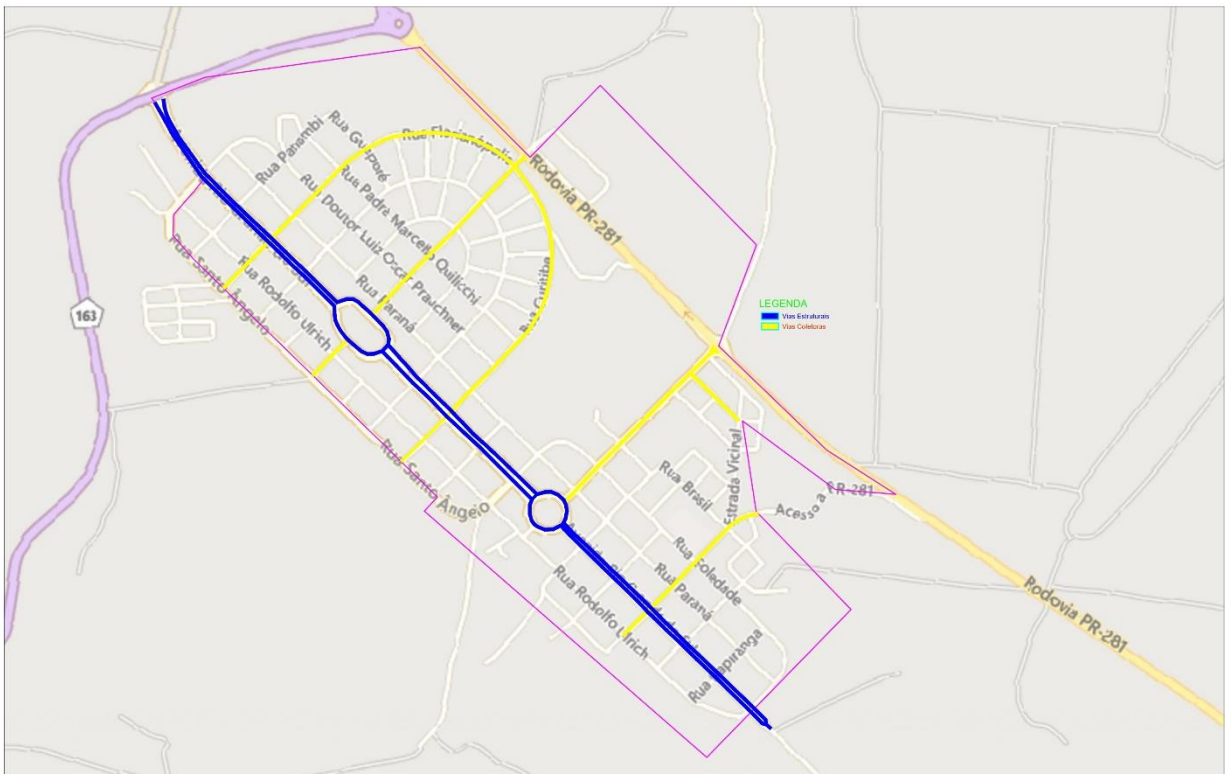 Rua Panambi
Rua Guaporé
Rua Florianópolis
Rodovia PR-281
Rua Padre Marcello Quilicchi
Rua Doutor Luiz Oscar Prauchner
Rua Santo Ângelo
Rua Rodolfo Ulrich
Rua Paraná
Rua Curitiba
163
LEGENDA
Vias Estruturais
Vias Coletoras
Rua Santo Ângelo
Rua Brasil
Estrada Vicinal
Acesso a PR-281
Rua Soledade
Rua Paraná
Rua Rodolfo Ulrich
Rua Sapiranga
Rodovia PR-281